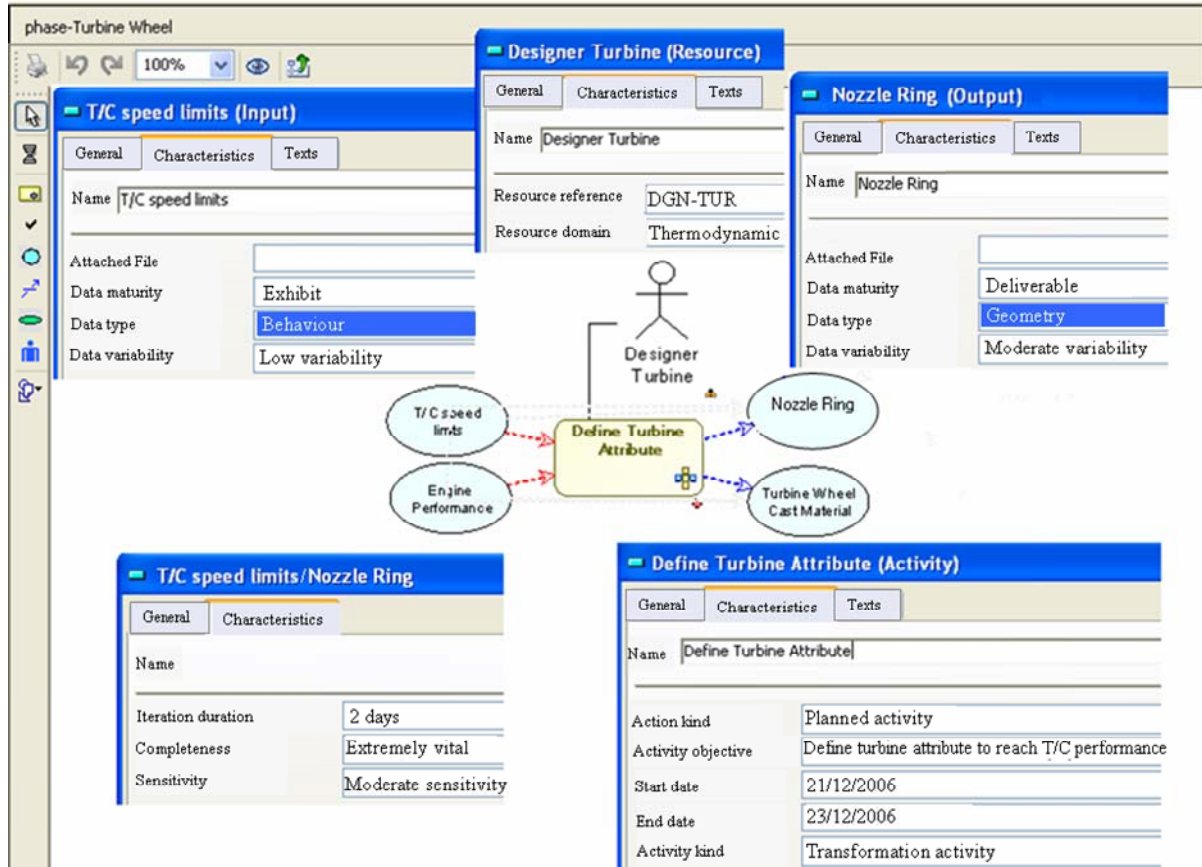 phase-Turbine Wheel
100%
T/C speed limits (Input)
General Characteristics Texts
Name T/C speed limits
Attached File
Data maturity Exhibit
Data type Behaviour
Data variability Low variability
Designer Turbine (Resource)
General Characteristics Texts
Name Designer Turbine
Resource reference DGN-TUR
Resource domain Thermodynamic
Nozzle Ring (Output)
General Characteristics Texts
Name Nozzle Ring
Attached File
Data maturity Deliverable
Data type Geometry
Data variability Moderate variability
Designer
Turbine
T/C speed
limits
Engine
Performance
Define Turbine
Attribute
Nozzle Ring
Turbine Wheel
Cast Material
T/C speed limits/Nozzle Ring
General Characteristics
Name
Iteration duration 2 days
Completeness Extremely vital
Sensitivity Moderate sensitivity
Define Turbine Attribute (Activity)
General Characteristics Texts
Name Define Turbine Attribute
Action kind Planned activity
Activity objective Define turbine attribute to reach T/C performance
Start date 21/12/2006
End date 23/12/2006
Activity kind Transformation activity